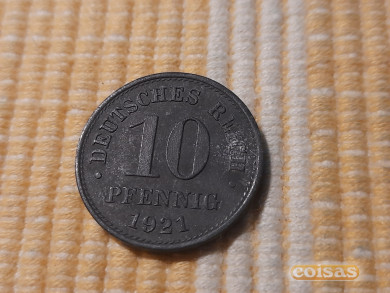 DEUTSCHES REICH
10
PFENNIG
1921
coisas